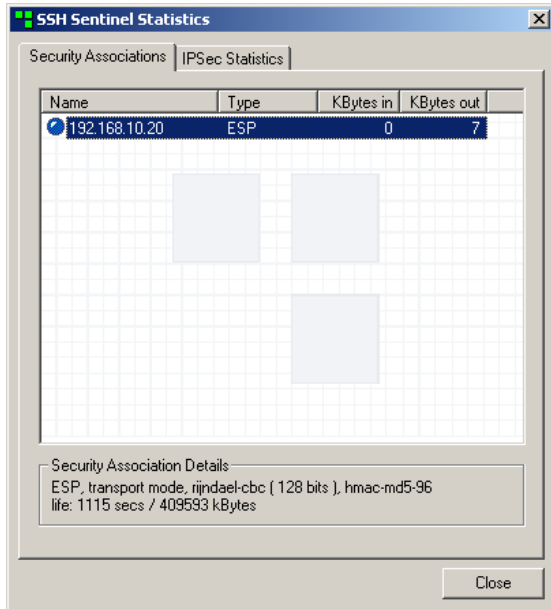 SSH Sentinel Statistics
Security Associations IPSec Statistics
Name Type KBytes in KBytes out
192.168.10.20 ESP 0 7
Security Association Details
ESP, transport mode, rijndael-cbc ( 128 bits ), hmac-md5-96
life: 1115 secs / 409593 kBytes
Close